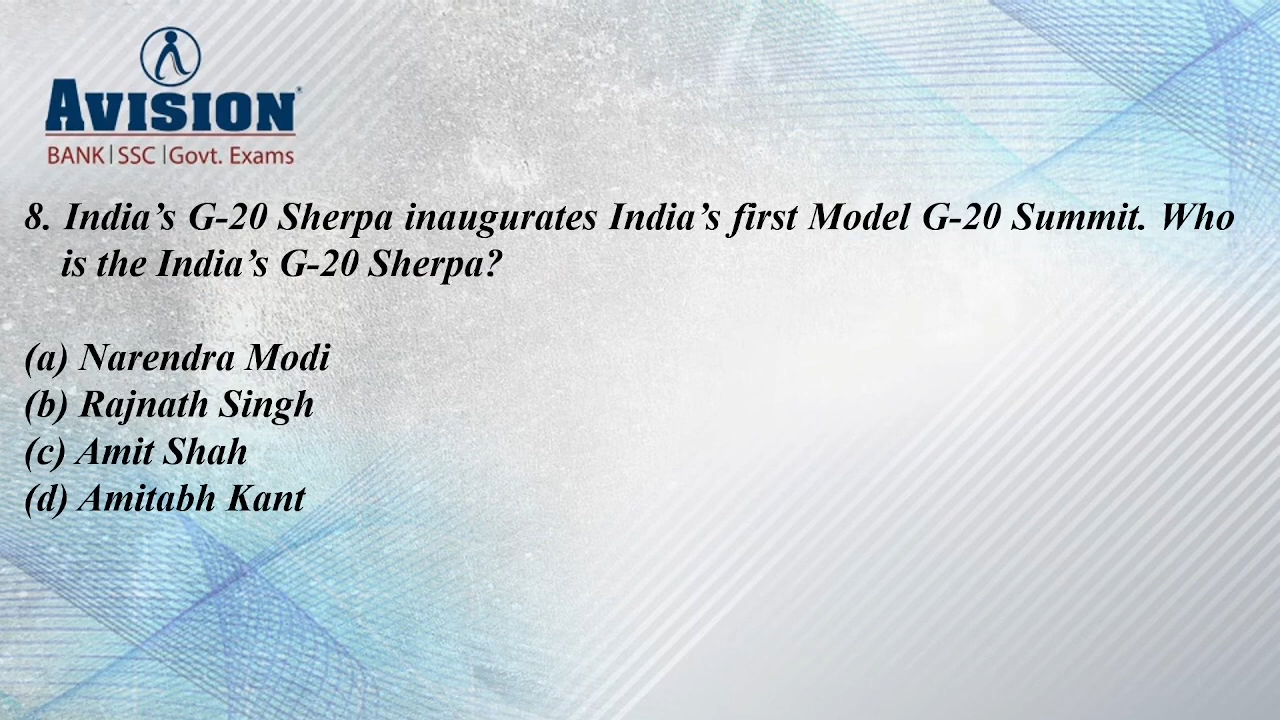 AVISION®
BANK|SSC|Govt. Exams
8. India’s G-20 Sherpa inaugurates India’s first Model G-20 Summit. Who
is the India’s G-20 Sherpa?
(a) Narendra Modi
(b) Rajnath Singh
(c) Amit Shah
(d) Amitabh Kant